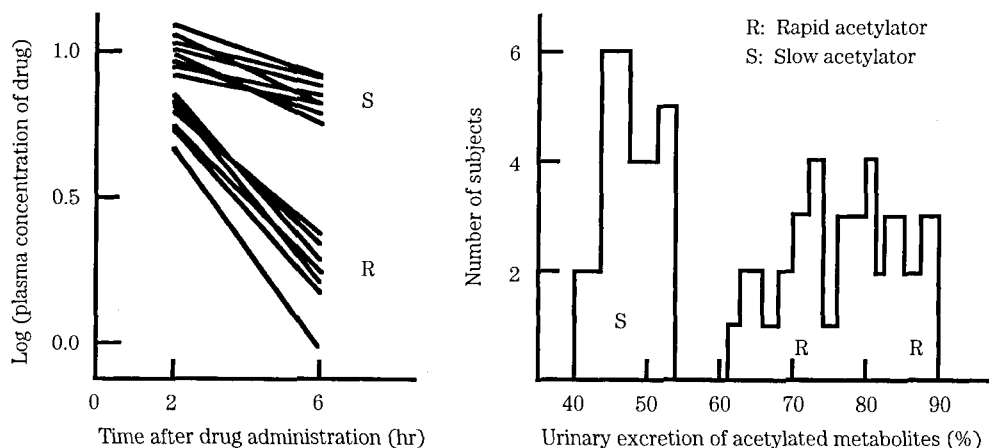 Log (plasma concentration of drug)
1.0
0.5
0.0
S
R
0
2
6
Time after drug administration (hr)
R: Rapid acetylator
S: Slow acetylator
Number of subjects
6
4
2
S
R
R
40 50 60 70 80 90
Urinary excretion of acetylated metabolites (%)